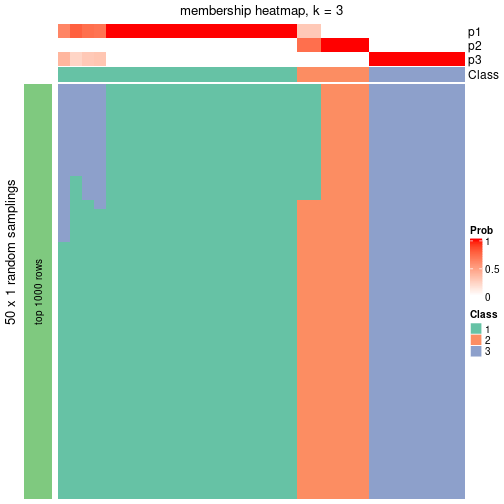 membership heatmap, k = 3
p1
p2
p3
Class
50 x 1 random samplings
top 1000 rows
Prob
1
0.5
0
Class
1
2
3